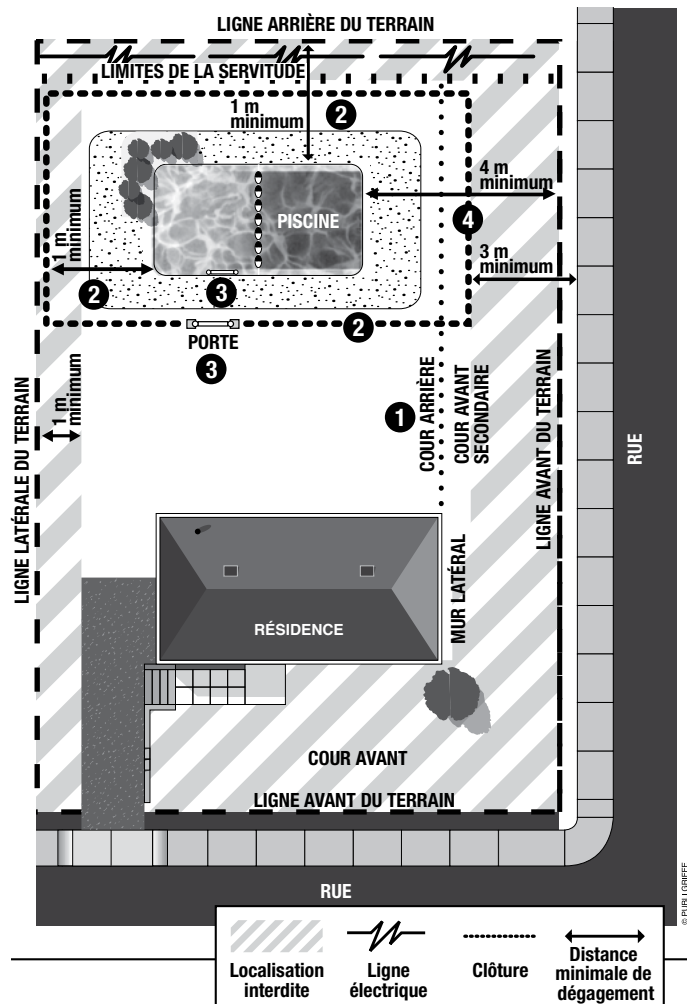 LIGNE ARRIÈRE DU TERRAIN
LIMITES DE LA SERVITUDE
1 m
minimum
2
4 m
minimum
PISCINE
4
1 m
minimum
3 m
minimum
2
3
2
PORTE
3
1 m
minimum
1
COUR ARRIÈRE
COUR AVANT
SECONDAIRE
LIGNE LATÉRALE DU TERRAIN
LIGNE AVANT DU TERRAIN
RUE
MUR LATÉRAL
RÉSIDENCE
COUR AVANT
LIGNE AVANT DU TERRAIN
RUE
© PUBLI GRIFFE
Localisation
interdite
Ligne
électrique
Clôture
Distance
minimale de
dégagement